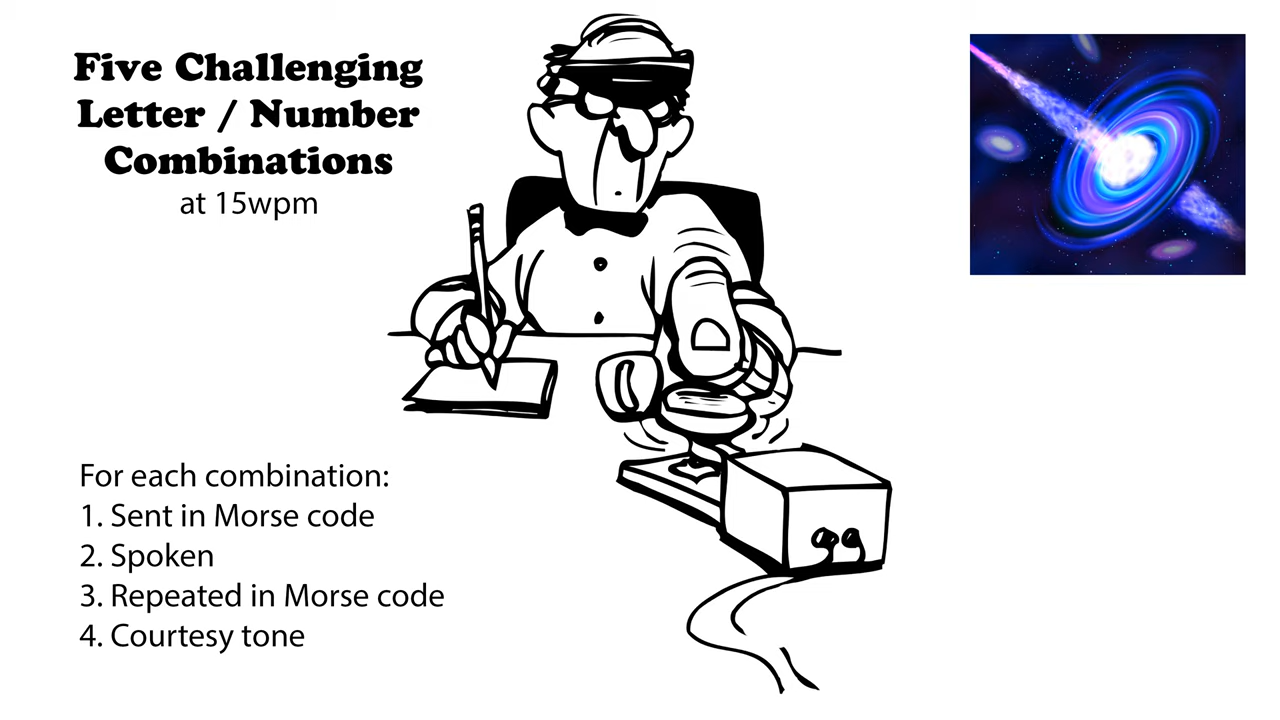 Five Challenging
Letter / Number
Combinations
at 15wpm
For each combination:
1. Sent in Morse code
2. Spoken
3. Repeated in Morse code
4. Courtesy tone